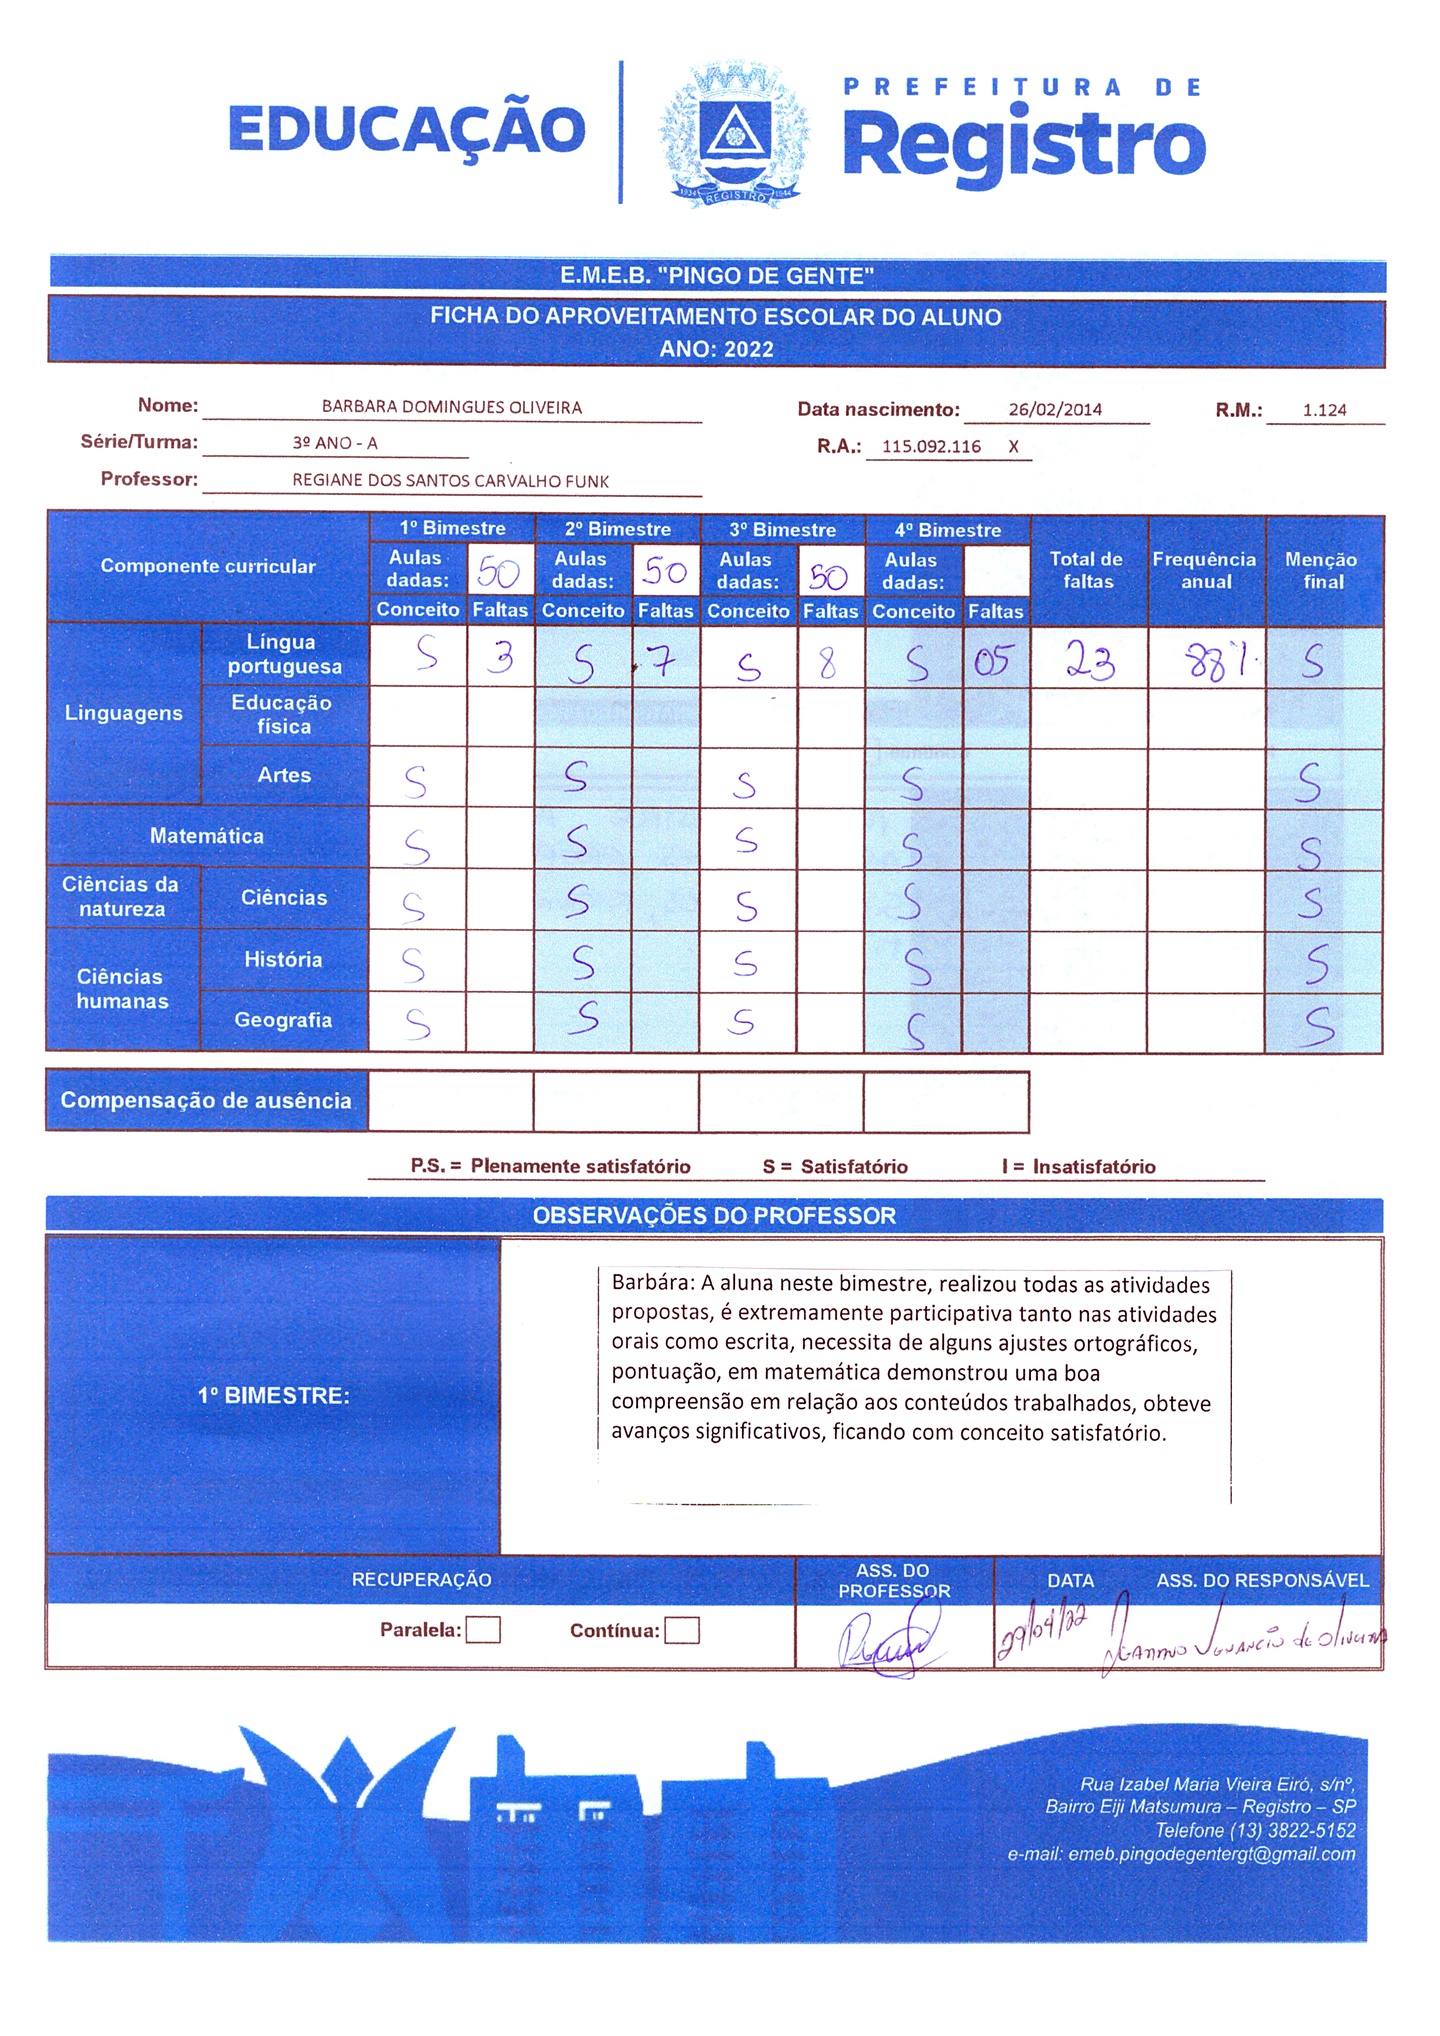 EDUCAÇÃO
PREFEITURA DE
Registro
1934 REGISTRO 1944
E.M.E.B. "PINGO DE GENTE"
FICHA DO APROVEITAMENTO ESCOLAR DO ALUNO
ANO: 2022
Nome: BARBARA DOMINGUES OLIVEIRA Data nascimento: 26/02/2014 R.M.: 1.124
Série/Turma: 3º ANO - A R.A.: 115.092.116 X
Professor: REGIANE DOS SANTOS CARVALHO FUNK
Componente curricular 1º Bimestre 2º Bimestre 3º Bimestre 4º Bimestre Total de faltas Frequência anual Menção final
Aulas dadas: 50 Aulas dadas: 50 Aulas dadas: 50 Aulas dadas:
Conceito Faltas Conceito Faltas Conceito Faltas Conceito Faltas
Linguagens
Língua portuguesa S 3 S 7 S 8 S 05 23 88% S
Educação física
Artes S S S S S
Matemática S S S S S
Ciências da natureza Ciências S S S S S
Ciências humanas
História S S S S S
Geografia S S S S S
Compensação de ausência
P.S. = Plenamente satisfatório S = Satisfatório I = Insatisfatório
OBSERVAÇÕES DO PROFESSOR
1º BIMESTRE:
Barbára: A aluna neste bimestre, realizou todas as atividades
propostas, é extremamente participativa tanto nas atividades
orais como escrita, necessita de alguns ajustes ortográficos,
pontuação, em matemática demonstrou uma boa
compreensão em relação aos conteúdos trabalhados, obteve
avanços significativos, ficando com conceito satisfatório.
RECUPERAÇÃO ASS. DO PROFESSOR DATA ASS. DO RESPONSÁVEL
Paralela: Contínua: 29/04/22 Venancio de Oliveira
Rua Izabel Maria Vieira Eiró, s/nº,
Bairro Eiji Matsumura – Registro – SP
Telefone (13) 3822-5152
e-mail: emeb.pingodegentergt@gmail.com